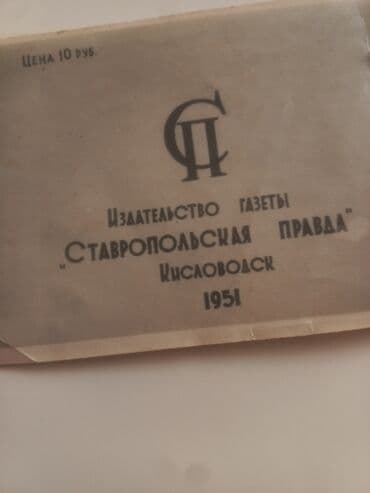 Цена 10 руб.
СП
Издательство газеты
„Ставропольская правда"
Кисловодск
1951